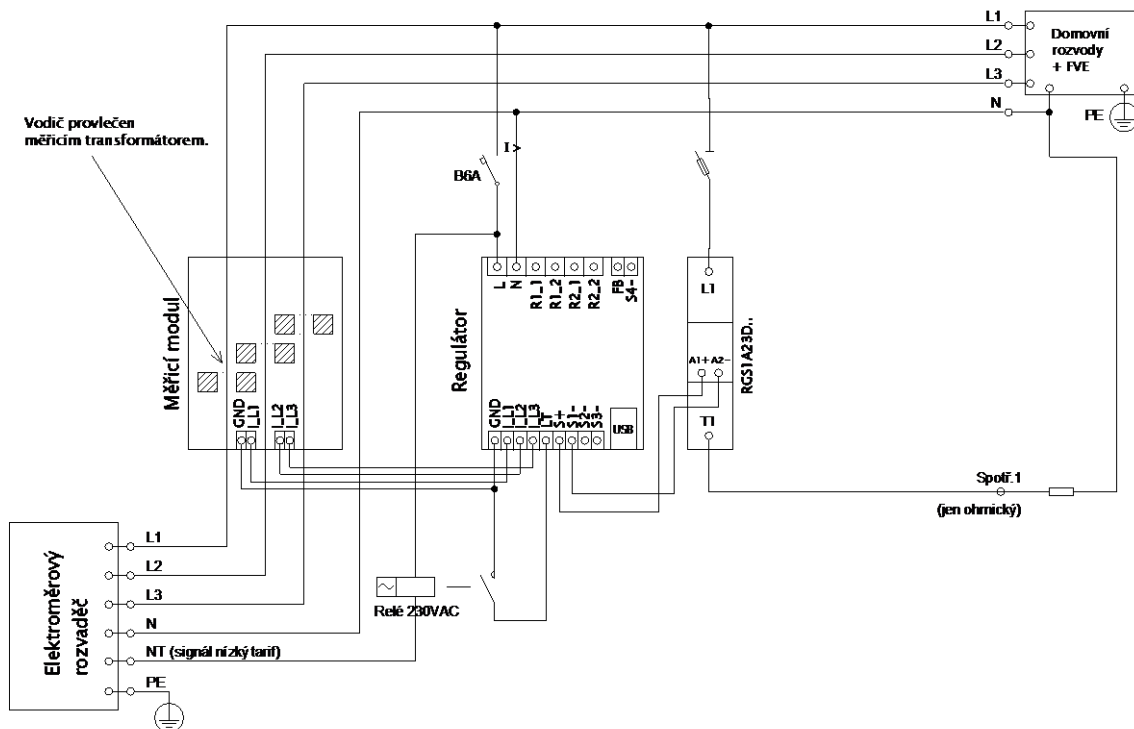 L1
L2
L3
N
Domovní
rozvody
+ FVE
PE
Vodič provlečen
měřicím transformátorem.
I >
B6A
Měřicí modul
GND
I_L1
I_L2
I_L3
Regulátor
L
N
R1_1
R1_2
R2_1
R2_2
FB
S4-
GND
I_L1
I_L2
I_L3
LT
S+
S1-
S2-
S3-
USB
L1
A1+
A2-
T1
RGS1A23D..
Spotř.1
(jen ohmický)
Elektroměrový
rozvaděč
L1
L2
L3
N
NT (signál nízký tarif)
PE
Relé 230VAC